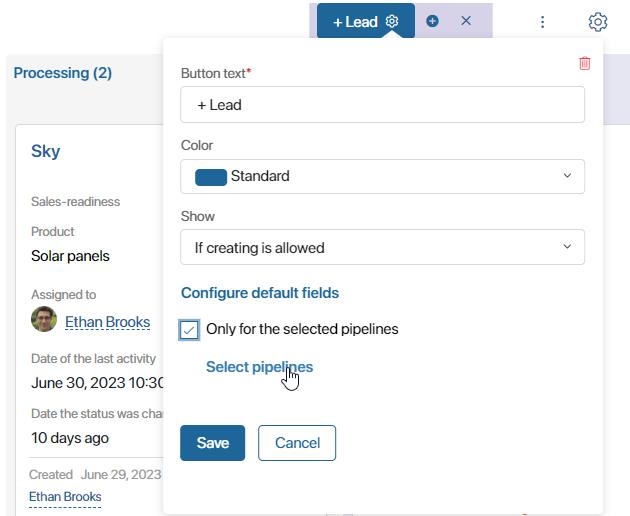 + Lead
Processing (2)
Button text*
+ Lead
Sky
Color
Standard
Sales-readiness
Show
Product
If creating is allowed
Solar panels
Configure default fields
Assigned to
Ethan Brooks
Only for the selected pipelines
Date of the last activity
Select pipelines
June 30, 2023 10:30
Date the status was
10 days ago
Save
Cancel
Created June 29, 2023
Ethan Brooks